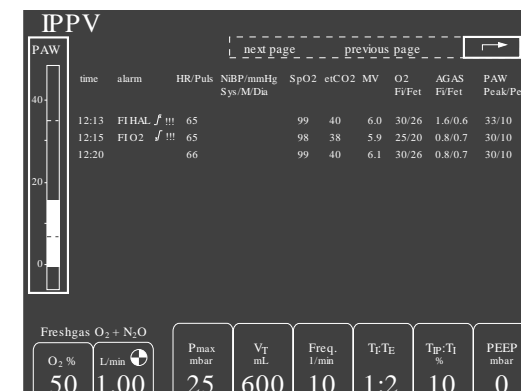 IPPV
PAW
next page previous page
time alarm HR/Puls NiBP/mmHg SpO2 etCO2 MV O2 AGAS PAW
Sys/M/Dia Fi/Fet Fi/Fet Peak/Pe
40
12:13 FI HAL !!! 65 99 40 6.0 30/26 1.6/0.6 33/10
12:15 FI O2 !!! 65 98 38 5.9 25/20 0.8/0.7 30/10
12:20 66 99 40 6.1 30/26 0.8/0.7 30/10
20
0
Freshgas O2 + N2O
O2 % L/min Pmax VT Freq. TI:TE TIP:TI PEEP
mbar mL 1/min % mbar
50 1.00 25 600 10 1:2 10 0